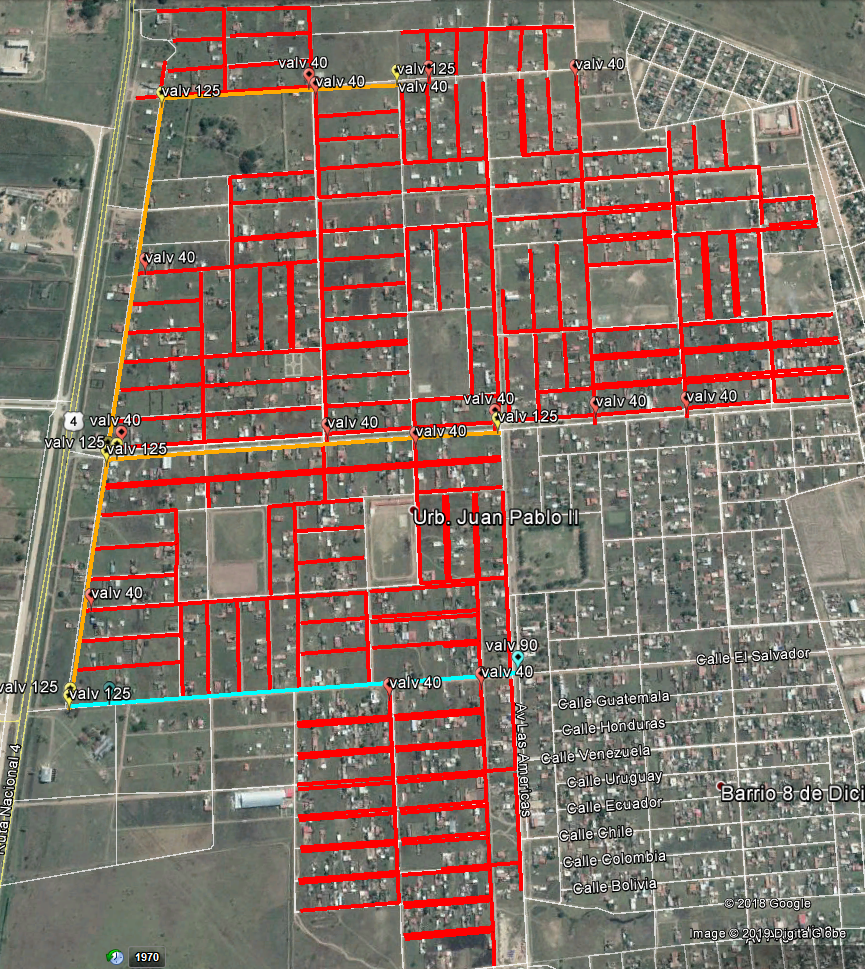 valv 40
valv 125
valv 40
valv 40
valv 40
valv 125
valv 40
valv 40
valv 40
valv 40
valv 40
4
valv 40
valv 125
valv 40
valv 125
valv 125
valv 40
Urb. Juan Pablo II
valv 40
valv 90
Calle El Salvador
valv 40
valv 40
valv 125
valv 125
Calle Guatemala
Calle Honduras
Av Las Americas
Calle Venezuela
Ruta Nacional 4
Calle Uruguay
Barrio 8 de Dici
Calle Ecuador
Calle Chile
Calle Colombia
Calle Bolivia
© 2018 Google
Image © 2019 DigitalGlobe
1970